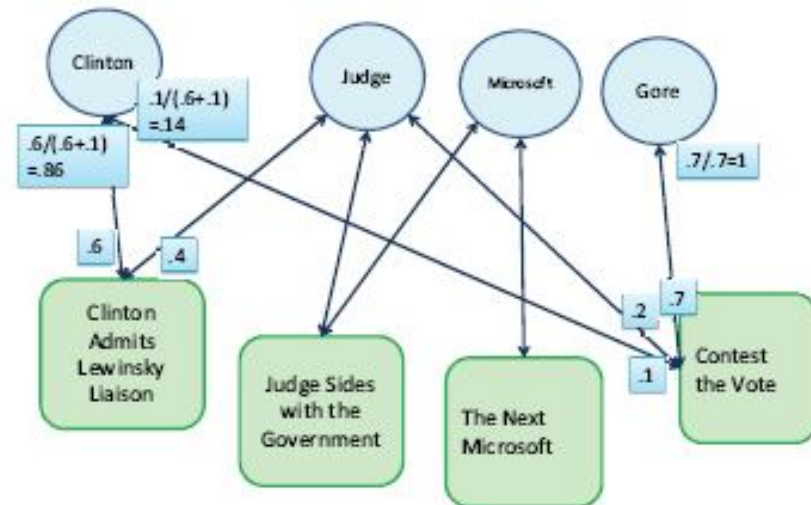 Clinton
Judge
Microsoft
Gore
.1/(.6+.1)
=.14
.6/(.6+.1)
=.86
.7/.7=1
.6
.4
.2
.7
.1
Clinton
Admits
Lewinsky
Liaison
Judge Sides
with the
Government
The Next
Microsoft
Contest
the Vote